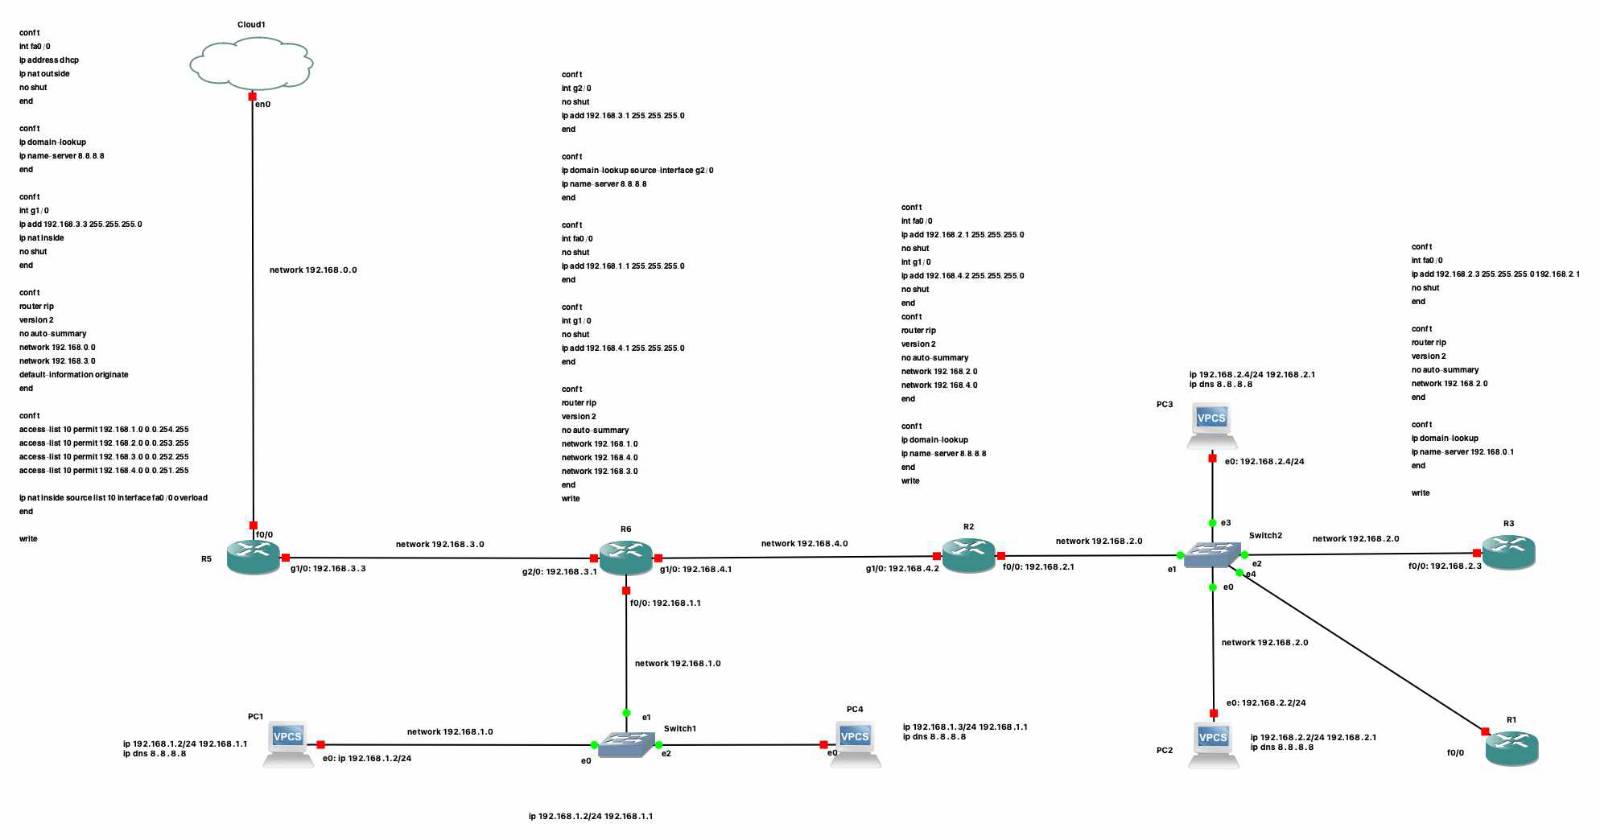 Cloud1
en0
conf t
int fa0/0
ip address dhcp
ip nat outside
no shut
end
conf t
ip domain-lookup
ip name-server 8.8.8.8
end
conf t
int g1/0
ip add 192.168.3.3 255.255.255.0
ip nat inside
no shut
end
conf t
router rip
version 2
no auto-summary
network 192.168.0.0
network 192.168.3.0
default-information originate
end
conf t
access-list 10 permit 192.168.1.0 0.0.254.255
access-list 10 permit 192.168.2.0 0.0.253.255
access-list 10 permit 192.168.3.0 0.0.252.255
access-list 10 permit 192.168.4.0 0.0.251.255
ip nat inside source list 10 interface fa0/0 overload
end
write
network 192.168.0.0
conf t
int g2/0
no shut
ip add 192.168.3.1 255.255.255.0
end
conf t
ip domain-lookup source-interface g2/0
ip name-server 8.8.8.8
end
conf t
int fa0/0
no shut
ip add 192.168.1.1 255.255.255.0
end
conf t
int g1/0
no shut
ip add 192.168.4.1 255.255.255.0
end
conf t
router rip
version 2
no auto-summary
network 192.168.1.0
network 192.168.4.0
network 192.168.3.0
end
write
conf t
int fa0/0
ip add 192.168.2.1 255.255.255.0
no shut
int g1/0
ip add 192.168.4.2 255.255.255.0
no shut
end
conf t
router rip
version 2
no auto-summary
network 192.168.2.0
network 192.168.4.0
end
conf t
ip domain-lookup
ip name-server 8.8.8.8
end
write
conf t
int fa0/0
ip add 192.168.2.3 255.255.255.0 192.168.2.1
no shut
end
conf t
router rip
version 2
no auto-summary
network 192.168.2.0
end
conf t
ip domain-lookup
ip name-server 192.168.0.1
end
write
ip 192.168.2.4/24 192.168.2.1
ip dns 8.8.8.8
PC3
VPCS
e0: 192.168.2.4/24
e3
Switch2
R5
f0/0
g1/0: 192.168.3.3
network 192.168.3.0
g2/0: 192.168.3.1
R6
g1/0: 192.168.4.1
f0/0: 192.168.1.1
network 192.168.4.0
g1/0: 192.168.4.2
R2
f0/0: 192.168.2.1
network 192.168.2.0
e1
e2
e4
e0
network 192.168.2.0
f0/0: 192.168.2.3
R3
network 192.168.2.0
network 192.168.1.0
e0: 192.168.2.2/24
PC1
VPCS
ip 192.168.1.2/24 192.168.1.1
ip dns 8.8.8.8
e0: ip 192.168.1.2/24
network 192.168.1.0
e1
Switch1
e0
e2
e0
PC4
VPCS
ip 192.168.1.3/24 192.168.1.1
ip dns 8.8.8.8
PC2
VPCS
ip 192.168.2.2/24 192.168.2.1
ip dns 8.8.8.8
R1
f0/0
ip 192.168.1.2/24 192.168.1.1